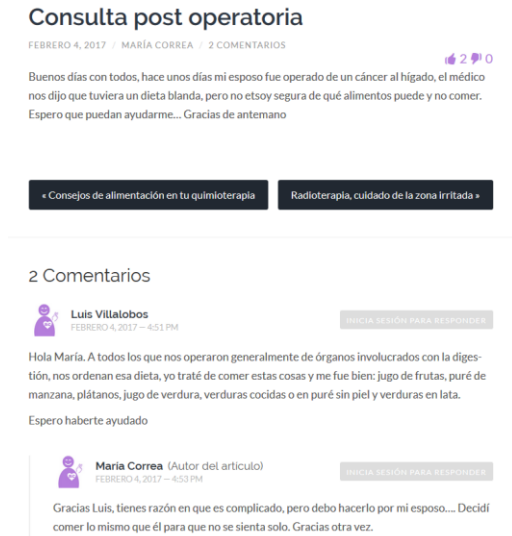 Consulta post operatoria
FEBRERO 4, 2017 / MARÍA CORREA / 2 COMENTARIOS
2 0
Buenos días con todos, hace unos días mi esposo fue operado de un cáncer al hígado, el médico
nos dijo que tuviera un dieta blanda, pero no etsoy segura de qué alimentos puede y no comer.
Espero que puedan ayudarme... Gracias de antemano
« Consejos de alimentación en tu quimioterapia
Radioterapia, cuidado de la zona irritada »
2 Comentarios
Luis Villalobos
FEBRERO 4, 2017 — 4:51 PM
INICIA SESIÓN PARA RESPONDER
Hola María. A todos los que nos operaron generalmente de órganos involucrados con la diges-
tión, nos ordenan esa dieta, yo traté de comer estas cosas y me fue bien: jugo de frutas, puré de
manzana, plátanos, jugo de verdura, verduras cocidas o en puré sin piel y verduras en lata.
Espero haberte ayudado
María Correa (Autor del artículo)
FEBRERO 4, 2017 — 4:53 PM
INICIA SESIÓN PARA RESPONDER
Gracias Luis, tienes razón en que es complicado, pero debo hacerlo por mi esposo.... Decidí
comer lo mismo que él para que no se sienta solo. Gracias otra vez.